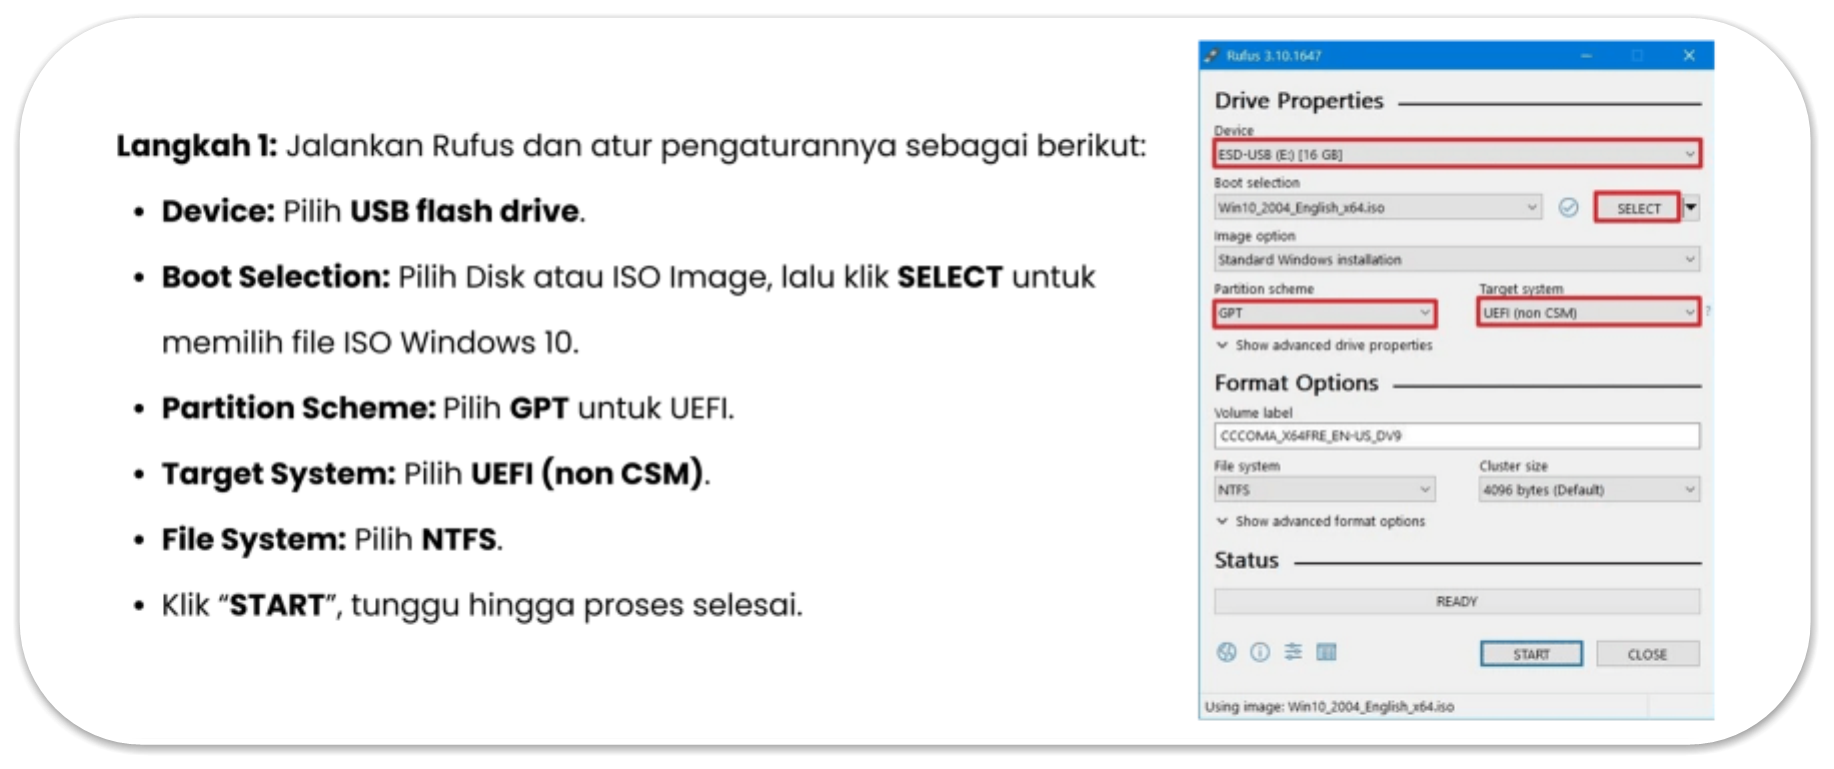 Langkah 1: Jalankan Rufus dan atur pengaturannya sebagai berikut:
• Device: Pilih USB flash drive.
• Boot Selection: Pilih Disk atau ISO Image, lalu klik SELECT untuk
memilih file ISO Windows 10.
• Partition Scheme: Pilih GPT untuk UEFI.
• Target System: Pilih UEFI (non CSM).
• File System: Pilih NTFS.
• Klik “START”, tunggu hingga proses selesai.
Rufus 3.10.1647
Drive Properties
Device
ESD-USB (E:) [16 GB]
Boot selection
Win10_2004_English_x64.iso
SELECT
Image option
Standard Windows installation
Partition scheme
Target system
GPT
UEFI (non CSM)
?
Show advanced drive properties
Format Options
Volume label
CCCOMA_X64FRE_EN-US_DV9
File system
Cluster size
NTFS
4096 bytes (Default)
Show advanced format options
Status
READY
START
CLOSE
Using image: Win10_2004_English_x64.iso